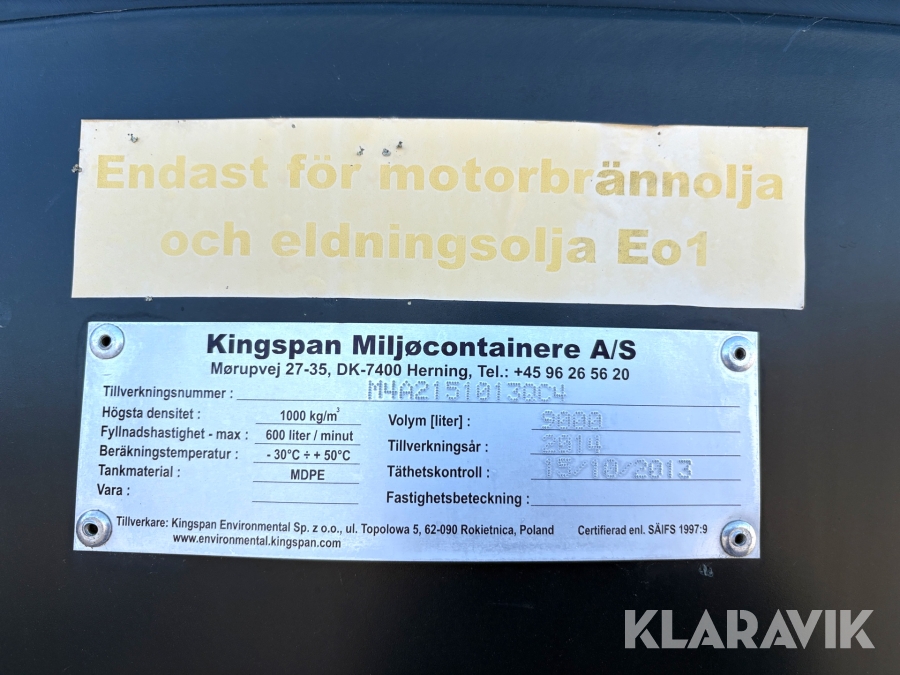 Endast för motorbrännolja
och eldningsolja Eo1
Kingspan Miljøcontainere A/S
Mørupvej 27-35, DK-7400 Herning, Tel.: +45 96 26 56 20
Tillverkningsnummer : M4A2151013QC4
Högsta densitet : 1000 kg/m³
Volym [liter] : 9000
Fyllnadshastighet - max : 600 liter / minut
Tillverkningsår : 2014
Beräkningstemperatur : - 30°C ÷ + 50°C
Täthetskontroll : 15/10/2013
Tankmaterial : MDPE
Vara :
Fastighetsbeteckning :
Tillverkare: Kingspan Environmental Sp. z o.o., ul. Topolowa 5, 62-090 Rokietnica, Poland Certifierad enl. SÄIFS 1997:9
www.environmental.kingspan.com
KLARAVIK